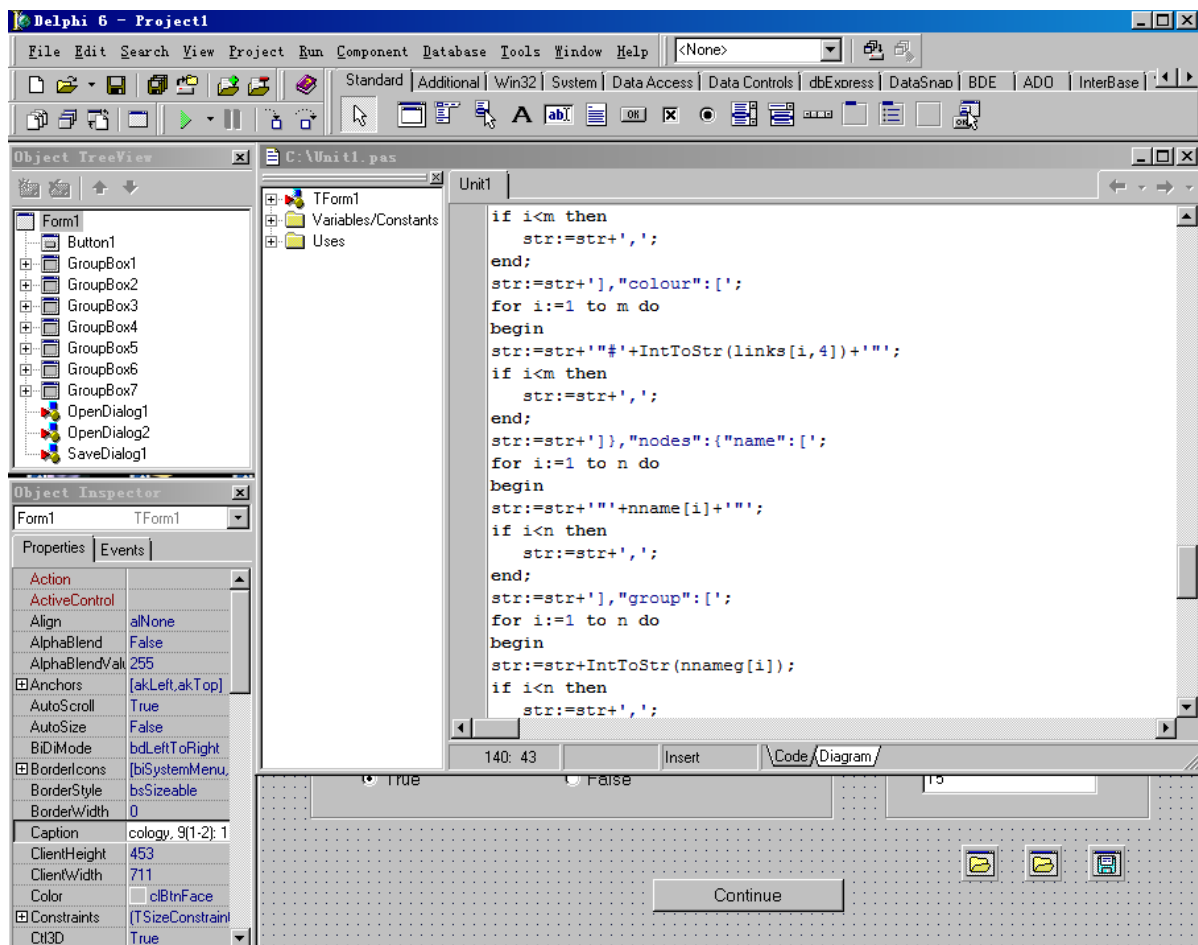 Delphi 6 - Project1
File Edit Search View Project Run Component Database Tools Window Help <None>
Standard Additional Win32 System Data Access Data Controls dbExpress DataSnap BDE ADO InterBase
Object TreeView
Form1
Button1
GroupBox1
GroupBox2
GroupBox3
GroupBox4
GroupBox5
GroupBox6
GroupBox7
OpenDialog1
OpenDialog2
SaveDialog1
Object Inspector
Form1 TForm1
Properties Events
Action
ActiveControl
Align alNone
AlphaBlend False
AlphaBlendValu 255
Anchors [akLeft,akTop]
AutoScroll True
AutoSize False
BiDiMode bdLeftToRight
BorderIcons [biSystemMenu,
BorderStyle bsSizeable
BorderWidth 0
Caption cology, 9(1-2): 1
ClientHeight 453
ClientWidth 711
Color clBtnFace
Constraints (TSizeConstraint
Ctl3D True
C:\Unit1.pas
TForm1
Variables/Constants
Uses
Unit1
if i<m then
str:=str+',';
end;
str:=str+'],"colour":[';
for i:=1 to m do
begin
str:=str+'"#'+IntToStr(links[i,4])+'"';
if i<m then
str:=str+',';
end;
str:=str+']},"nodes":{"name":[';
for i:=1 to n do
begin
str:=str+'"'+nname[i]+'"';
if i<n then
str:=str+',';
end;
str:=str+'],"group":[';
for i:=1 to n do
begin
str:=str+IntToStr(nnameg[i]);
if i<n then
str:=str+',';
140: 43 Insert Code Diagram
True False 15
Continue